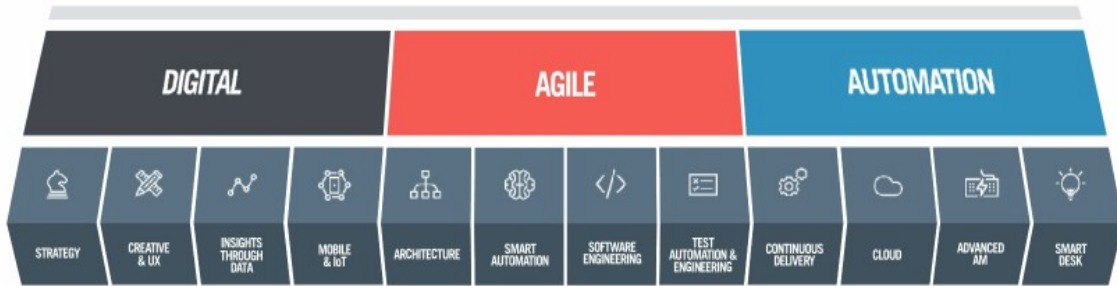 DIGITAL
AGILE
AUTOMATION
STRATEGY
CREATIVE
& UX
INSIGHTS
THROUGH
DATA
MOBILE
& IoT
ARCHITECTURE
SMART
AUTOMATION
SOFTWARE
ENGINEERING
TEST
AUTOMATION &
ENGINEERING
CONTINUOUS
DELIVERY
CLOUD
ADVANCED
AM
SMART
DESK